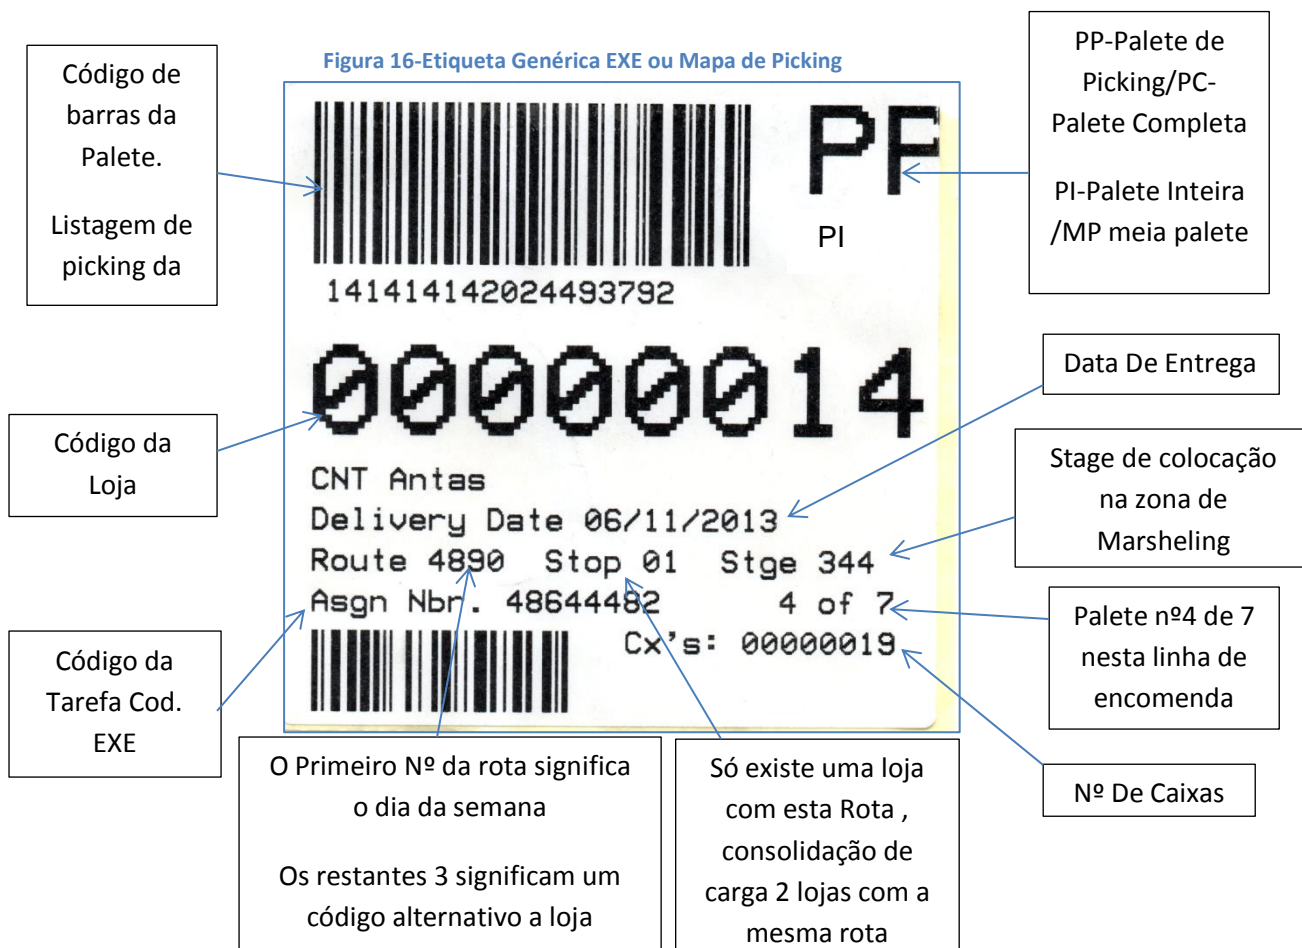 Figura 16-Etiqueta Genérica EXE ou Mapa de Picking
Código de
barras da
Palete.
Listagem de
picking da
PP
PI
141414142024493792
PP-Palete de
Picking/PC-
Palete Completa
PI-Palete Inteira
/MP meia palete
00000014
Código da
Loja
Data De Entrega
CNT Antas
Delivery Date 06/11/2013
Route 4890 Stop 01 Stge 344
Asgn Nbr. 48644482 4 of 7
Cx's: 00000019
Stage de colocação
na zona de
Marsheling
Palete nº4 de 7
nesta linha de
encomenda
Código da
Tarefa Cod.
EXE
Nº De Caixas
O Primeiro Nº da rota significa
o dia da semana
Os restantes 3 significam um
código alternativo a loja
Só existe uma loja
com esta Rota ,
consolidação de
carga 2 lojas com a
mesma rota